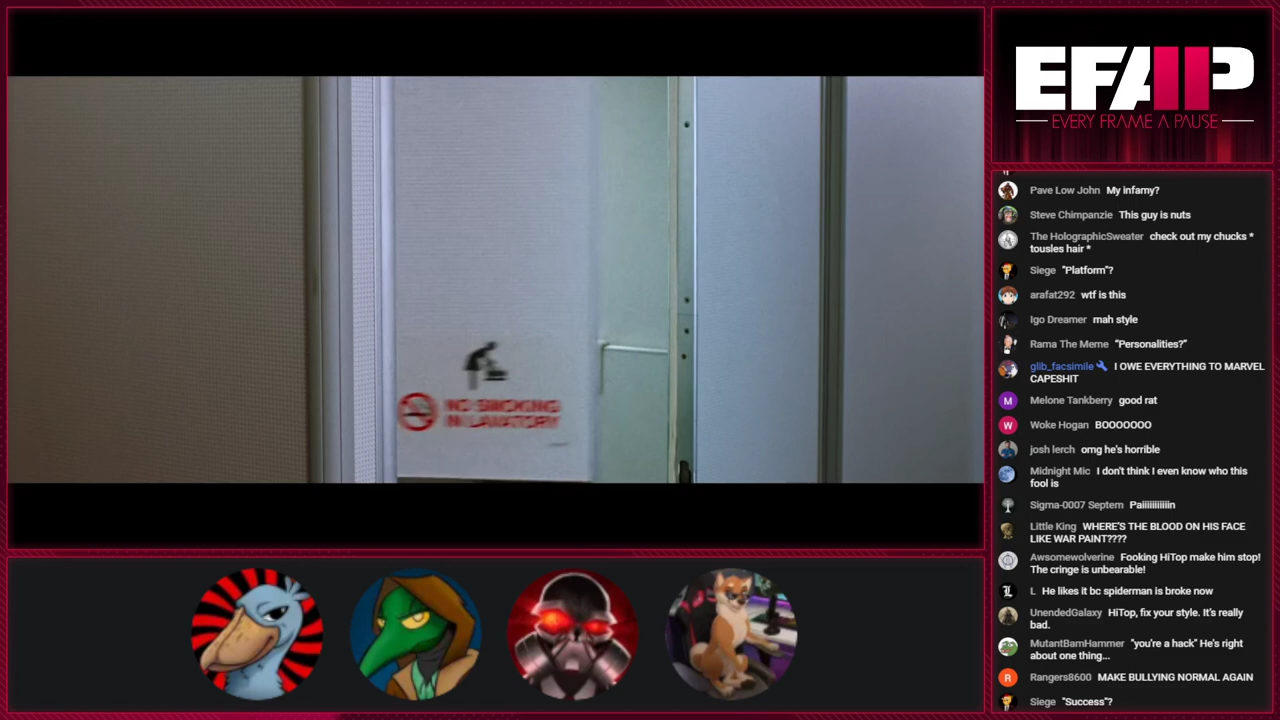 NO SMOKING
IN LAVATORY
EFAP
EVERY FRAME A PAUSE
Pave Low John My infamy?
Steve Chimpanzie This guy is nuts
The HolographicSweater check out my chucks *
tousles hair *
Siege "Platform"?
arafat292 wtf is this
Igo Dreamer mah style
Rama The Meme "Personalities?"
glib_facsimile I OWE EVERYTHING TO MARVEL
CAPESHIT
M Melone Tankberry good rat
W Woke Hogan BOOOOOOO
josh lerch omg he's horrible
Midnight Mic I don't think I even know who this
fool is
Sigma-0007 Septem Paiiiiiiiiiiin
Little King WHERE'S THE BLOOD ON HIS FACE
LIKE WAR PAINT????
Awsomewolverine Fooking HiTop make him stop!
The cringe is unbearable!
L L He likes it bc spiderman is broke now
UnendedGalaxy HiTop, fix your style. It's really
bad.
MutantBamHammer "you're a hack" He's right
about one thing...
R Rangers8600 MAKE BULLYING NORMAL AGAIN
Siege "Success"?